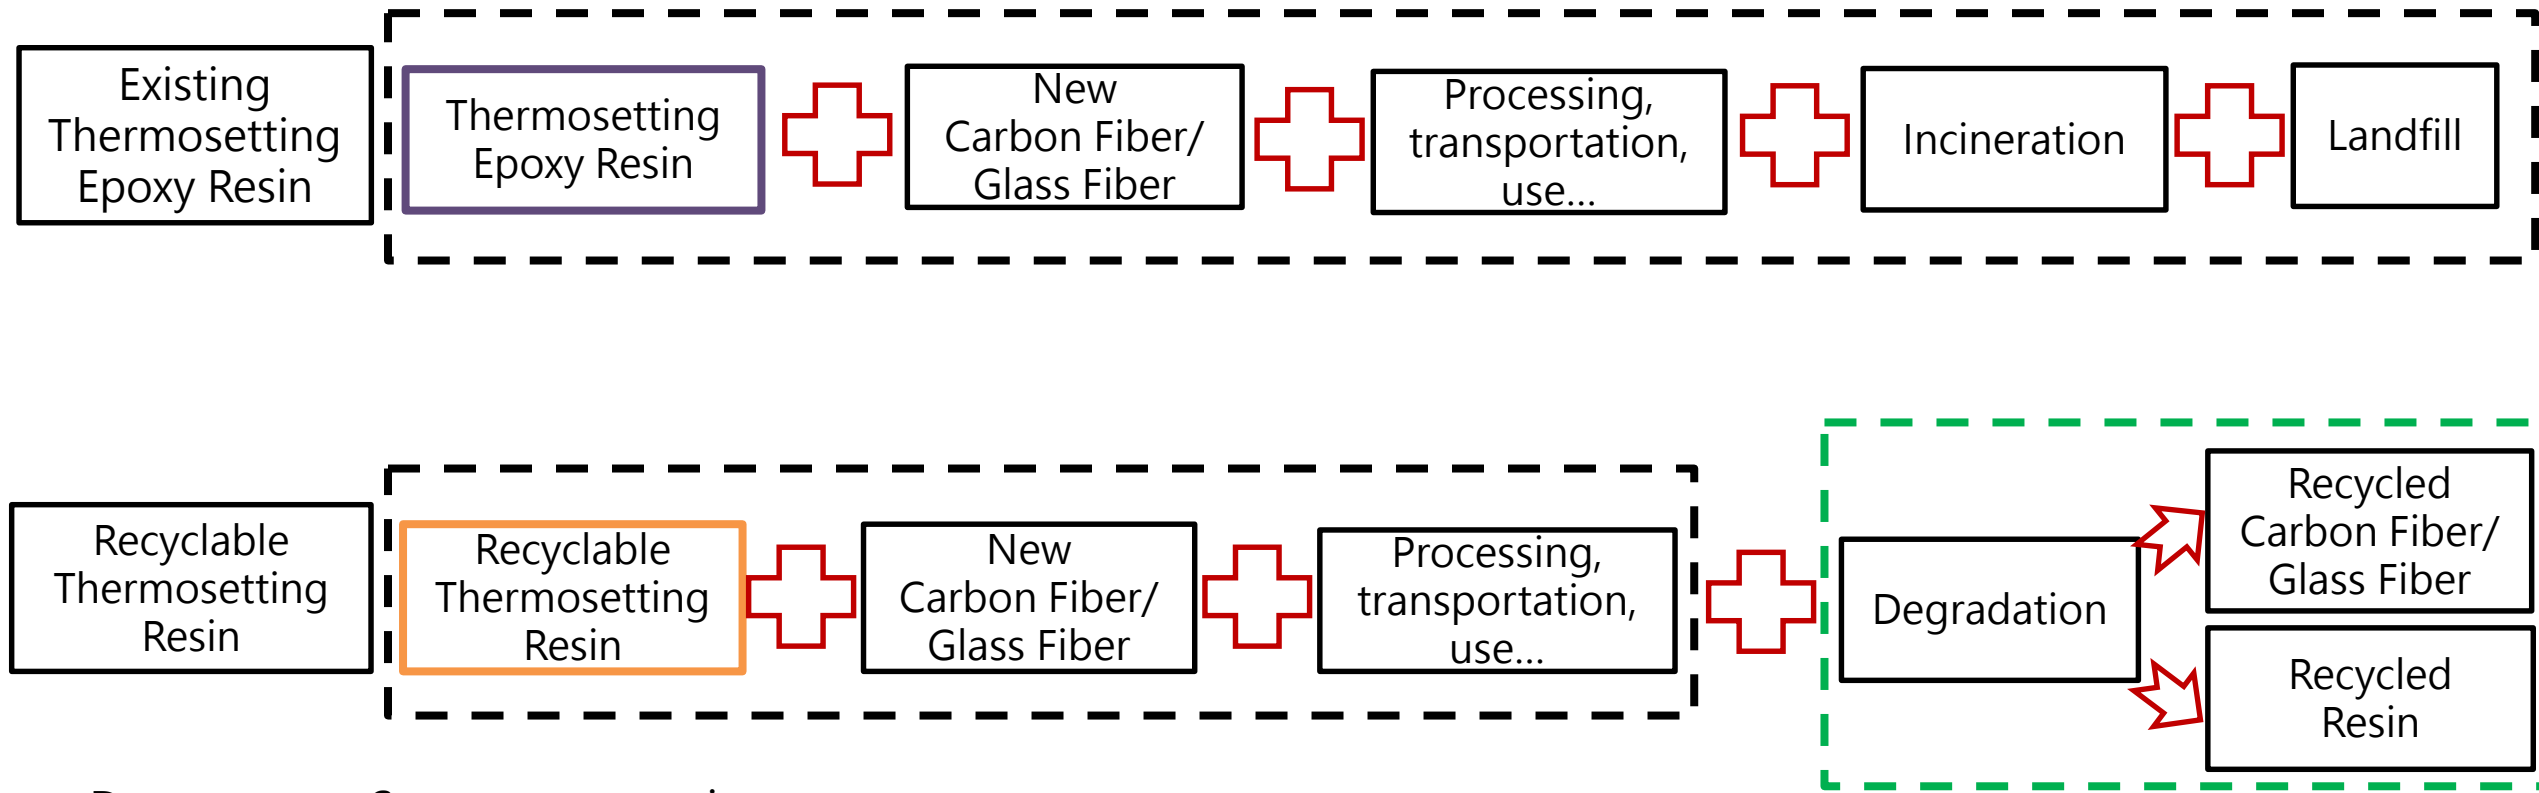 Existing
Thermosetting
Epoxy Resin
Thermosetting
Epoxy Resin
New
Carbon Fiber/
Glass Fiber
Processing,
transportation,
use...
Incineration
Landfill
Recyclable
Thermosetting
Resin
Recyclable
Thermosetting
Resin
New
Carbon Fiber/
Glass Fiber
Processing,
transportation,
use...
Degradation
Recycled
Carbon Fiber/
Glass Fiber
Recycled
Resin